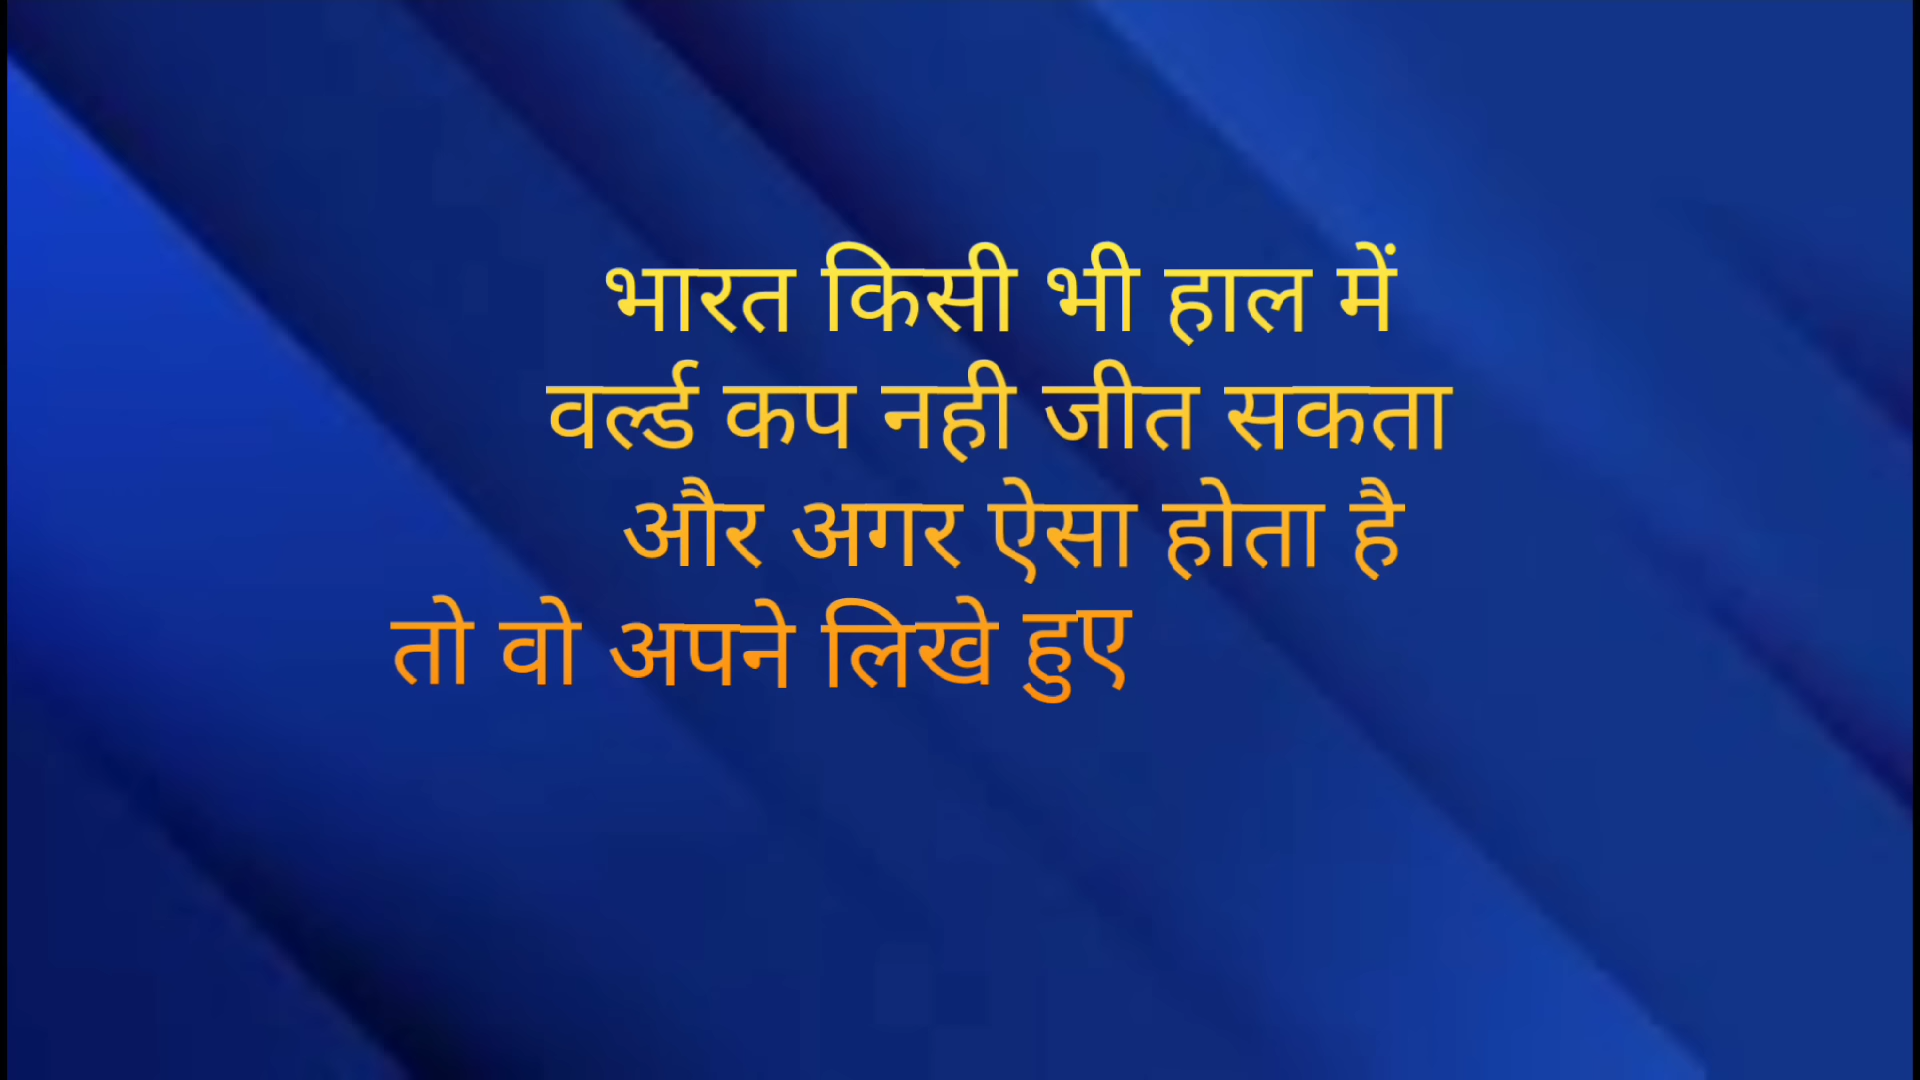 भारत किसी भी हाल में
वर्ल्ड कप नही जीत सकता
और अगर ऐसा होता है
तो वो अपने लिखे हुए